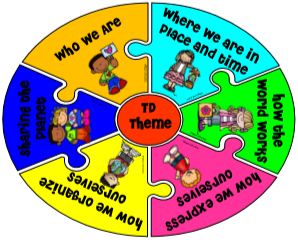 Who We Are
Where we are in
place and time
how the
world works
how we express
ourselves
how we organize
ourselves
sharing the
planet
TD
Theme